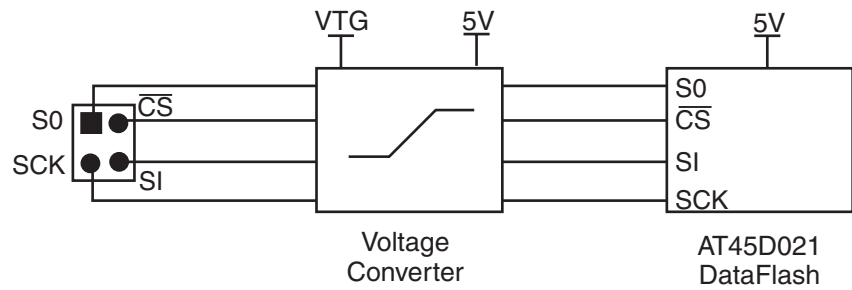 VTG
5V
5V
S0
CS
SCK
SI
S0
CS
SI
SCK
Voltage
Converter
AT45D021
DataFlash